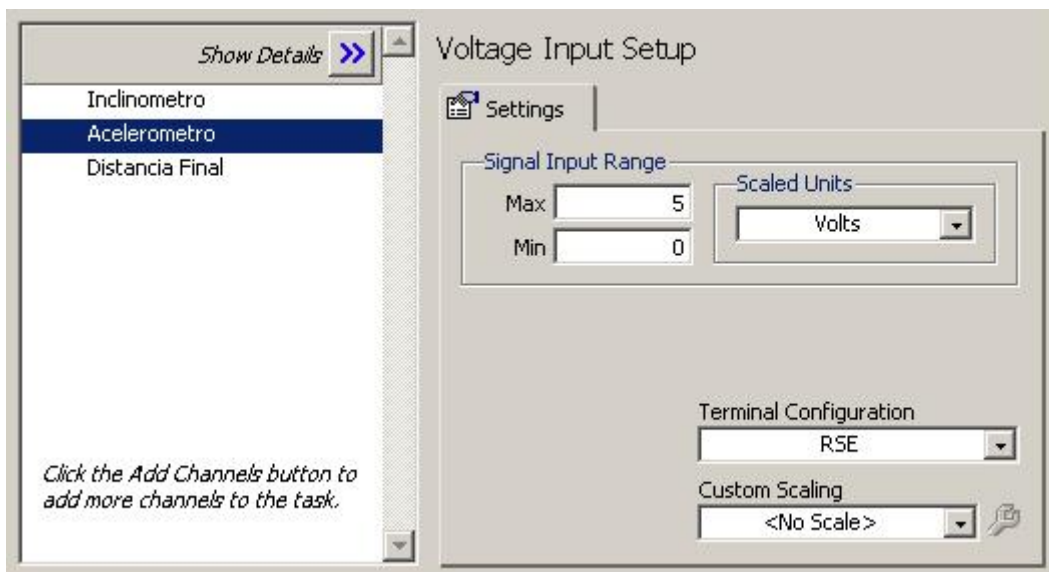 Show Details
Inclinometro
Acelerometro
Distancia Final
Click the Add Channels button to
add more channels to the task.
Voltage Input Setup
Settings
Signal Input Range
Max 5
Min 0
Scaled Units
Volts
Terminal Configuration
RSE
Custom Scaling
<No Scale>